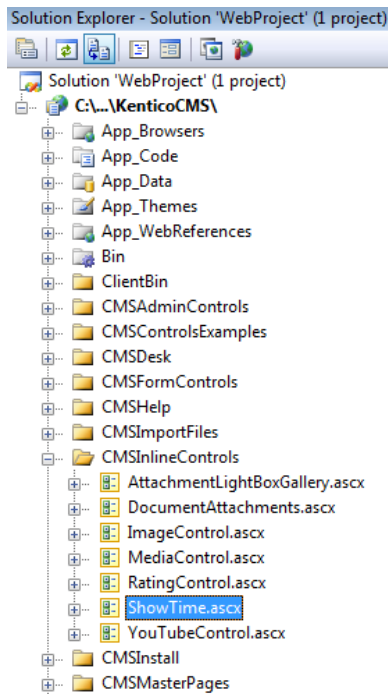 Solution Explorer - Solution 'WebProject' (1 project)
Solution 'WebProject' (1 project)
C:\...\KenticoCMS\
App_Browsers
App_Code
App_Data
App_Themes
App_WebReferences
Bin
ClientBin
CMSAdminControls
CMSControlsExamples
CMSDesk
CMSFormControls
CMSHelp
CMSImportFiles
CMSInlineControls
AttachmentLightBoxGallery.ascx
DocumentAttachments.ascx
ImageControl.ascx
MediaControl.ascx
RatingControl.ascx
ShowTime.ascx
YouTubeControl.ascx
CMSInstall
CMSMasterPages